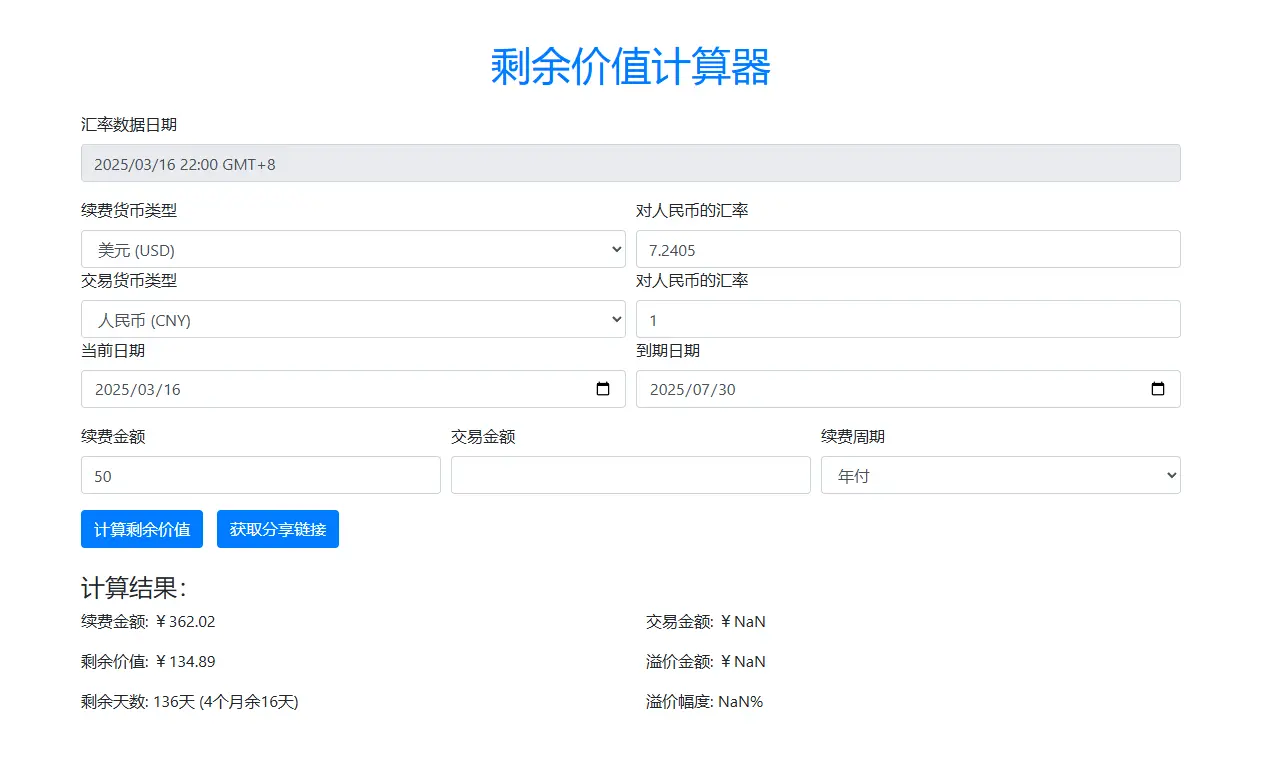 剩余价值计算器
汇率数据日期
2025/03/16 22:00 GMT+8
续费货币类型 对人民币的汇率
美元 (USD) 7.2405
交易货币类型 对人民币的汇率
人民币 (CNY) 1
当前日期 到期日期
2025/03/16 2025/07/30
续费金额 交易金额 续费周期
50 年付
计算剩余价值 获取分享链接
计算结果：
续费金额: ￥362.02 交易金额: ￥NaN
剩余价值: ￥134.89 溢价金额: ￥NaN
剩余天数: 136天 (4个月余16天) 溢价幅度: NaN%